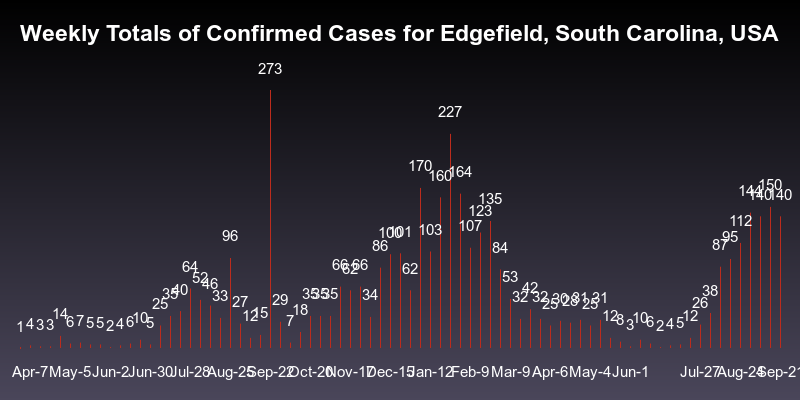 Weekly Totals of Confirmed Cases for Edgefield, South Carolina, USA
1 4 3 3 14 6 7 5 5 2 4 6 10 5 25 35 40 64 52 46 33 96 27 12 15 273 29 7 18 35 35 35 66 62 66 34 86 100 101 62 170 103 160 227 164 107 123 135 84 53 32 42 32 25 30 28 31 25 31 12 8 3 10 6 2 4 5 12 26 38 87 95 112 144 140 150 140
Apr-7 May-5 Jun-2 Jun-30 Jul-28 Aug-25 Sep-22 Oct-20 Nov-17 Dec-15 Jan-12 Feb-9 Mar-9 Apr-6 May-4 Jun-1 Jul-27 Aug-24 Sep-21